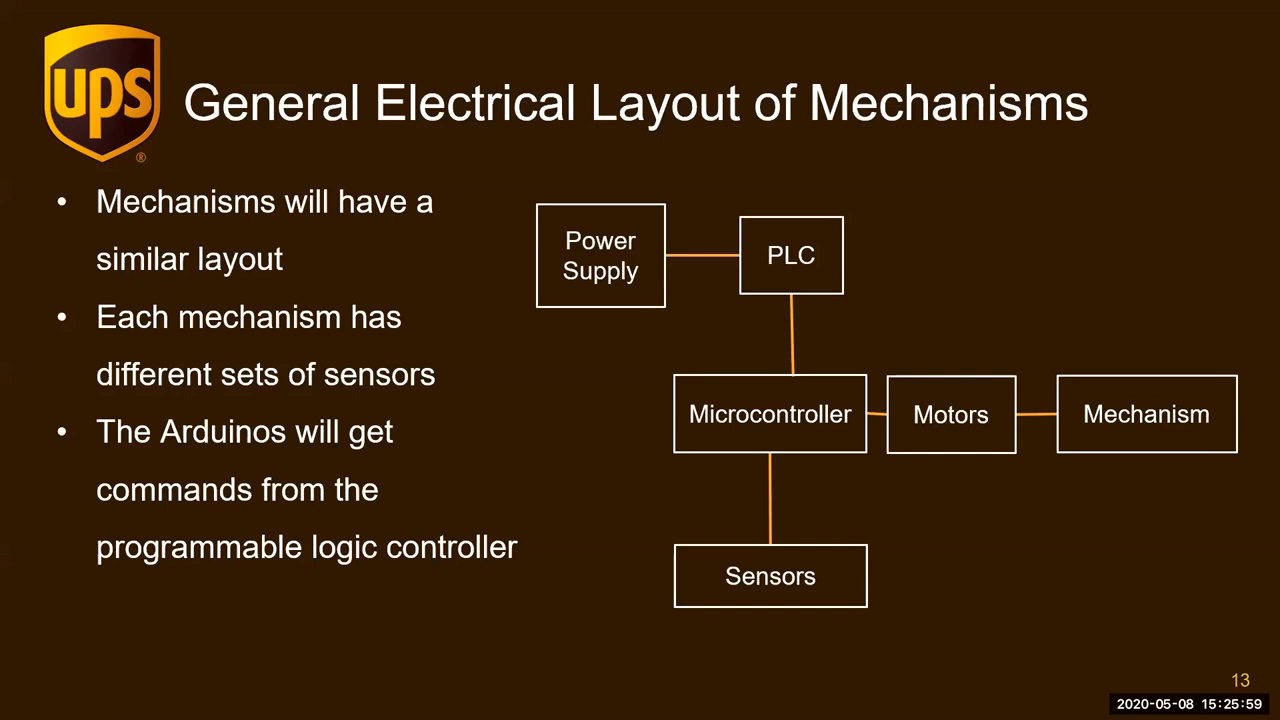 ups
®
General Electrical Layout of Mechanisms
• Mechanisms will have a
similar layout
• Each mechanism has
different sets of sensors
• The Arduinos will get
commands from the
programmable logic controller
Power
Supply
PLC
Microcontroller
Motors
Mechanism
Sensors
13
2020-05-08 15:25:59